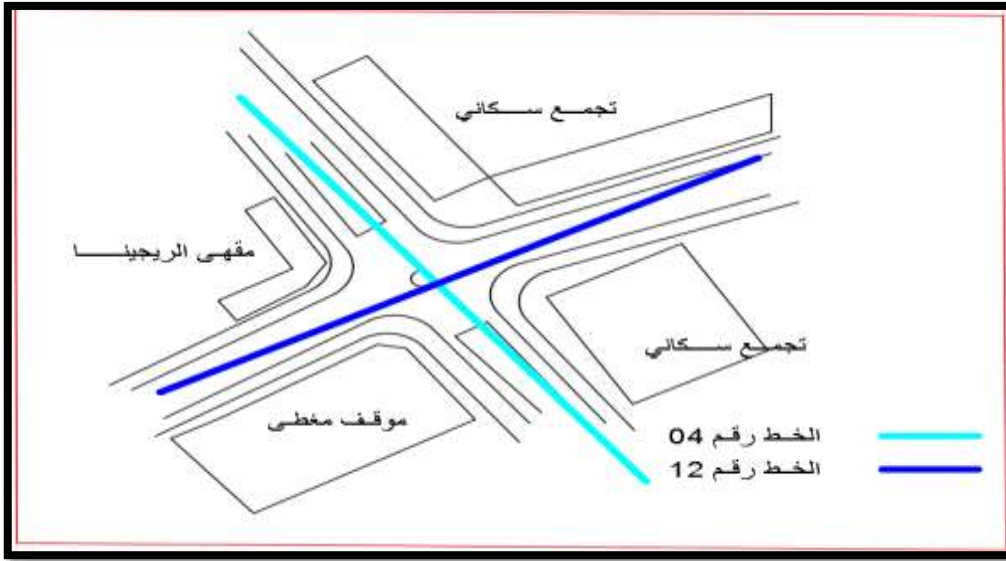 تجمع سكاني
مقهى الريجينا
تجمع سكاني
موقف مغطى
الخط رقم 04
الخط رقم 12